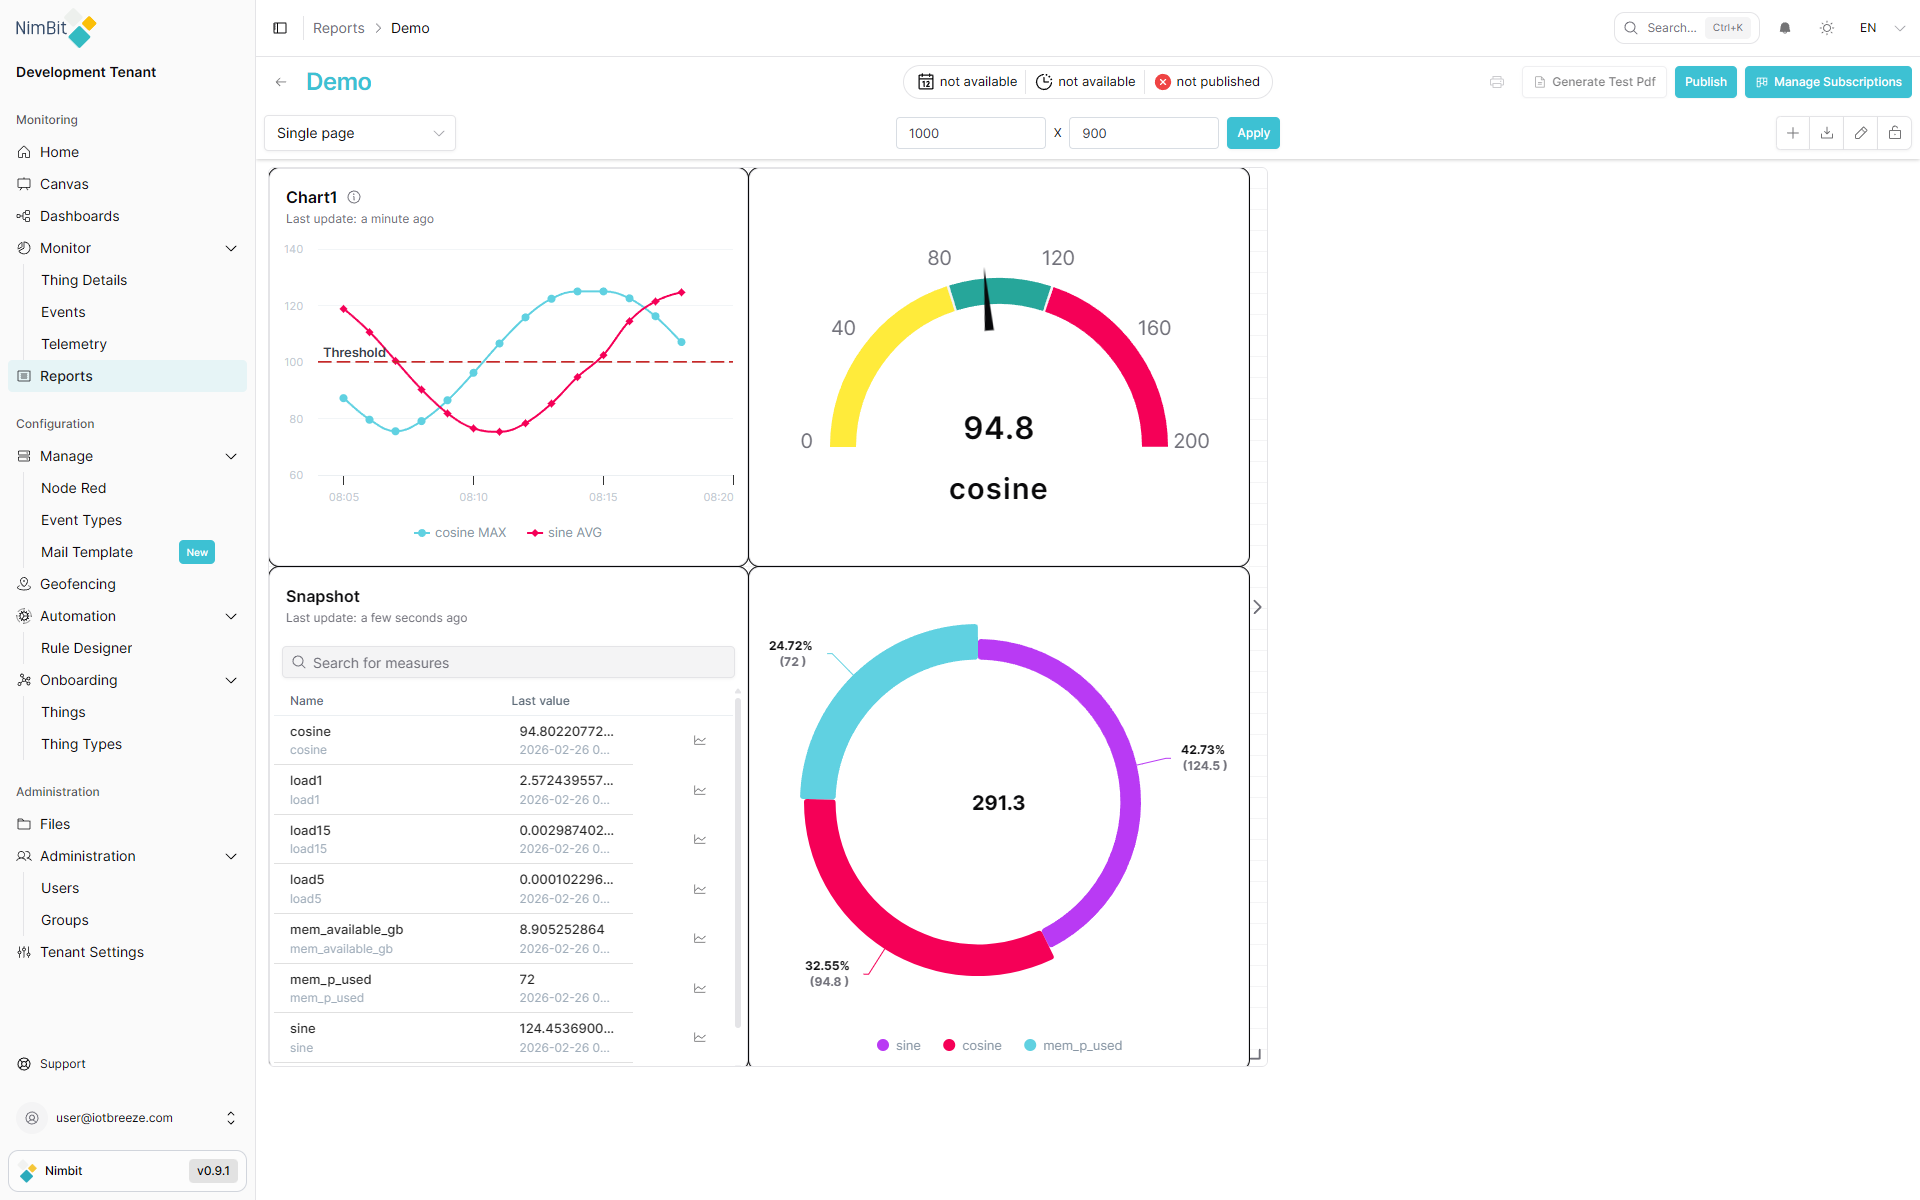 NimBit
Development Tenant
Monitoring
Home
Canvas
Dashboards
Monitor
Thing Details
Events
Telemetry
Reports
Configuration
Manage
Node Red
Event Types
Mail Template
New
Geofencing
Automation
Rule Designer
Onboarding
Things
Thing Types
Administration
Files
Administration
Users
Groups
Tenant Settings
Support
user@iotbreeze.com
Nimbit
v0.9.1
Reports
Demo
Search...
Ctrl+K
EN
Demo
12
not available
not available
not published
Generate Test Pdf
Publish
Manage Subscriptions
Single page
1000
X
900
Apply
Chart1
Last update: a minute ago
140
120
Threshold
100
80
60
08:05
08:10
08:15
08:20
cosine MAX
sine AVG
0
40
80
120
160
200
94.8
cosine
Snapshot
Last update: a few seconds ago
Search for measures
Name
Last value
cosine
94.80220772...
cosine
2026-02-26 0...
load1
2.572439557...
load1
2026-02-26 0...
load15
0.002987402...
load15
2026-02-26 0...
load5
0.000102296...
load5
2026-02-26 0...
mem_available_gb
8.905252864
mem_available_gb
2026-02-26 0...
mem_p_used
72
mem_p_used
2026-02-26 0...
sine
124.4536900...
sine
2026-02-26 0...
24.72%
(72 )
42.73%
(124.5 )
291.3
32.55%
(94.8 )
sine
cosine
mem_p_used